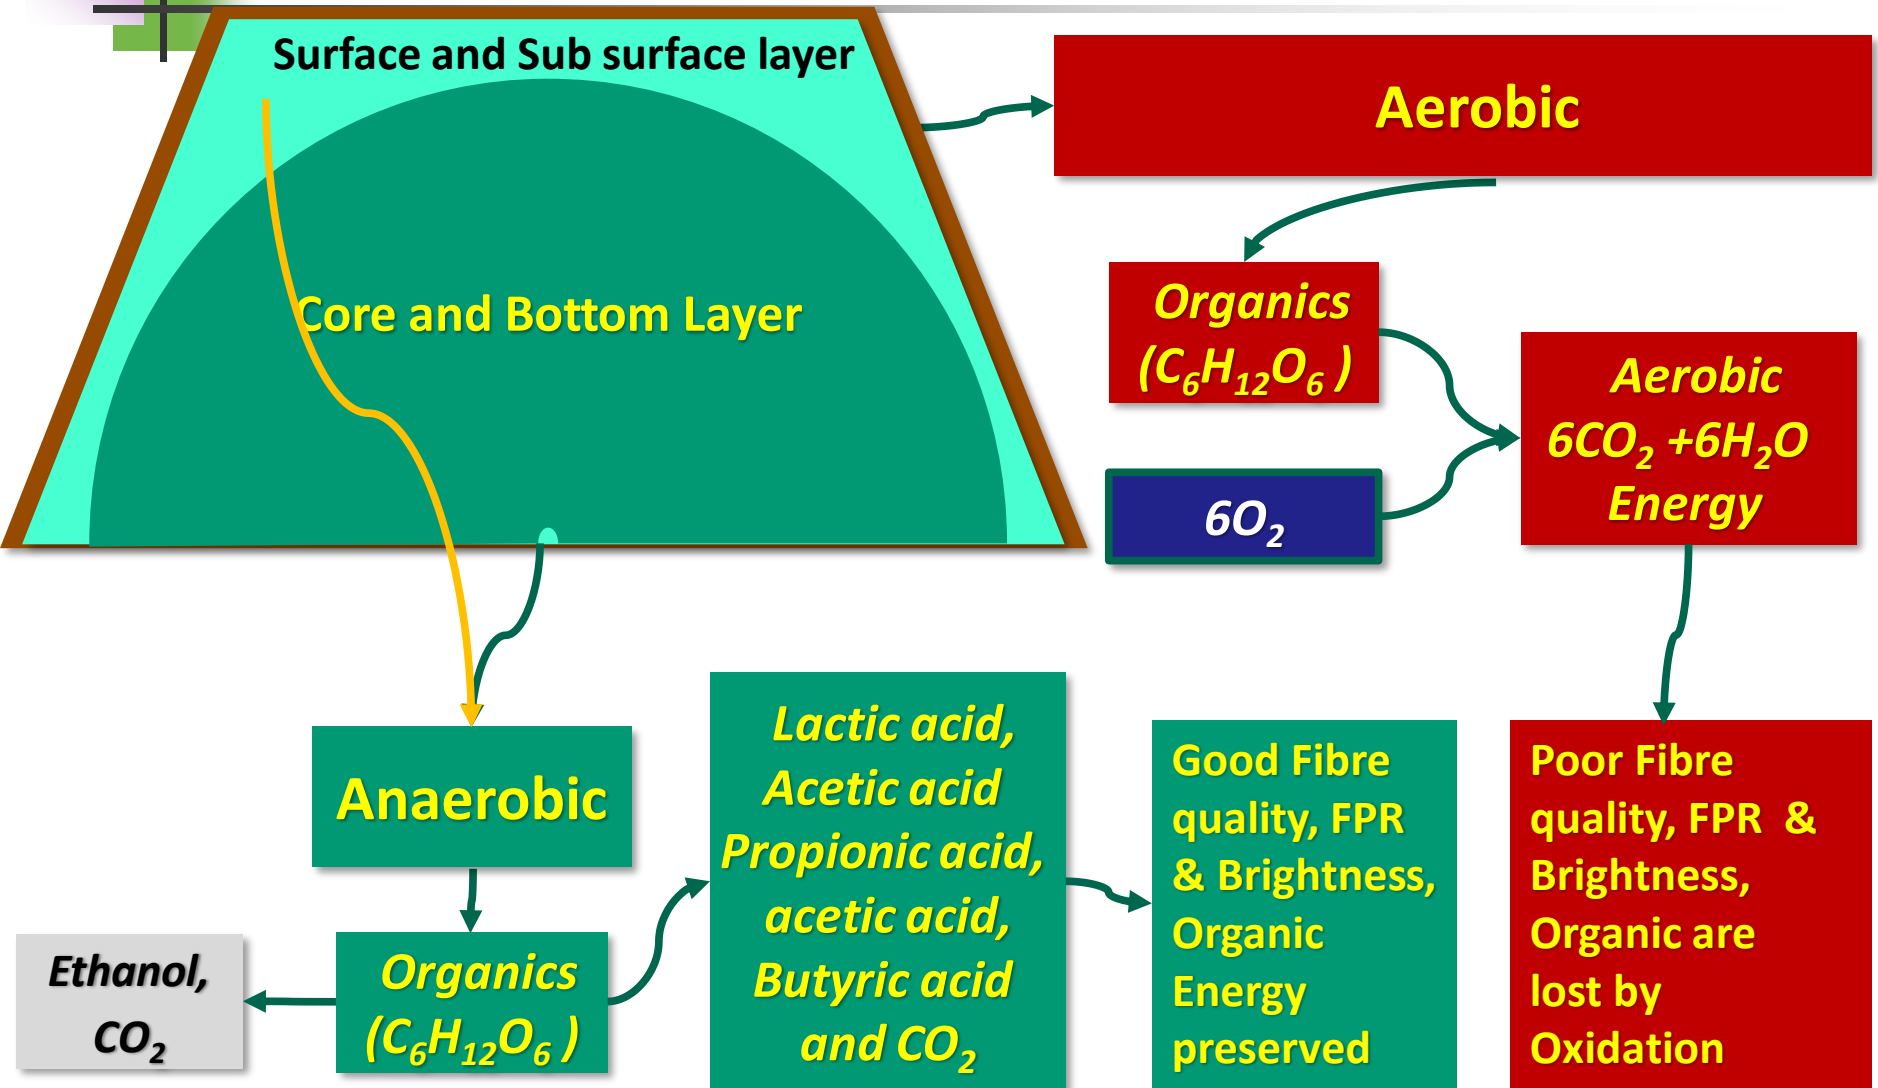 Surface and Sub surface layer
Core and Bottom Layer
Aerobic
Organics
(C₆H₁₂O₆ )
6O₂
Aerobic
6CO₂ +6H₂O
Energy
Anaerobic
Organics
(C₆H₁₂O₆ )
Ethanol,
CO₂
Lactic acid,
Acetic acid
Propionic acid,
acetic acid,
Butyric acid
and CO₂
Good Fibre
quality, FPR
& Brightness,
Organic
Energy
preserved
Poor Fibre
quality, FPR &
Brightness,
Organic are
lost by
Oxidation